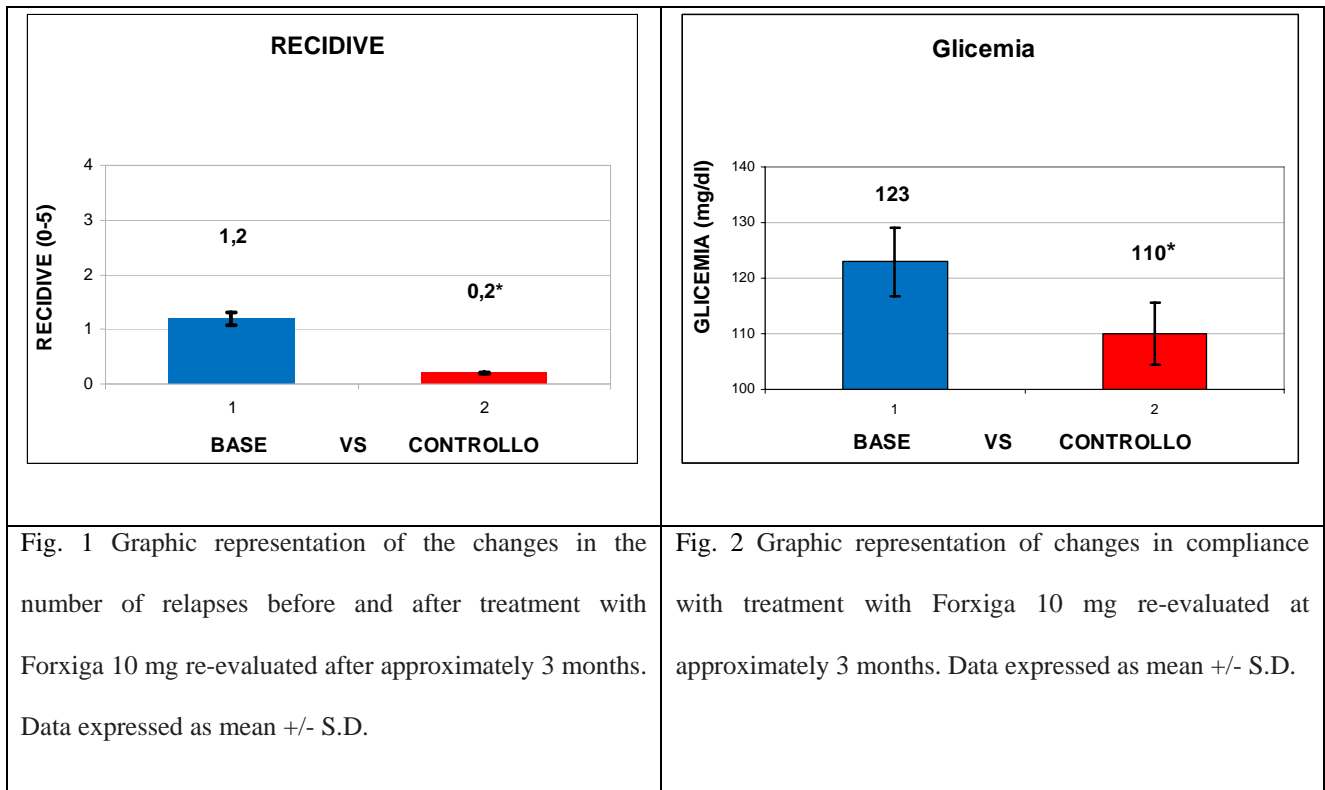 RECIDIVE
RECIDIVE (0-5)
4
3
2
1
0
1,2
0,2*
1
2
BASE VS CONTROLLO
Glicemia
GLICEMIA (mg/dl)
140
130
120
110
100
123
110*
1
2
BASE VS CONTROLLO
Fig. 1 Graphic representation of the changes in the
number of relapses before and after treatment with
Forxiga 10 mg re-evaluated after approximately 3 months.
Data expressed as mean +/- S.D.
Fig. 2 Graphic representation of changes in compliance
with treatment with Forxiga 10 mg re-evaluated at
approximately 3 months. Data expressed as mean +/- S.D.